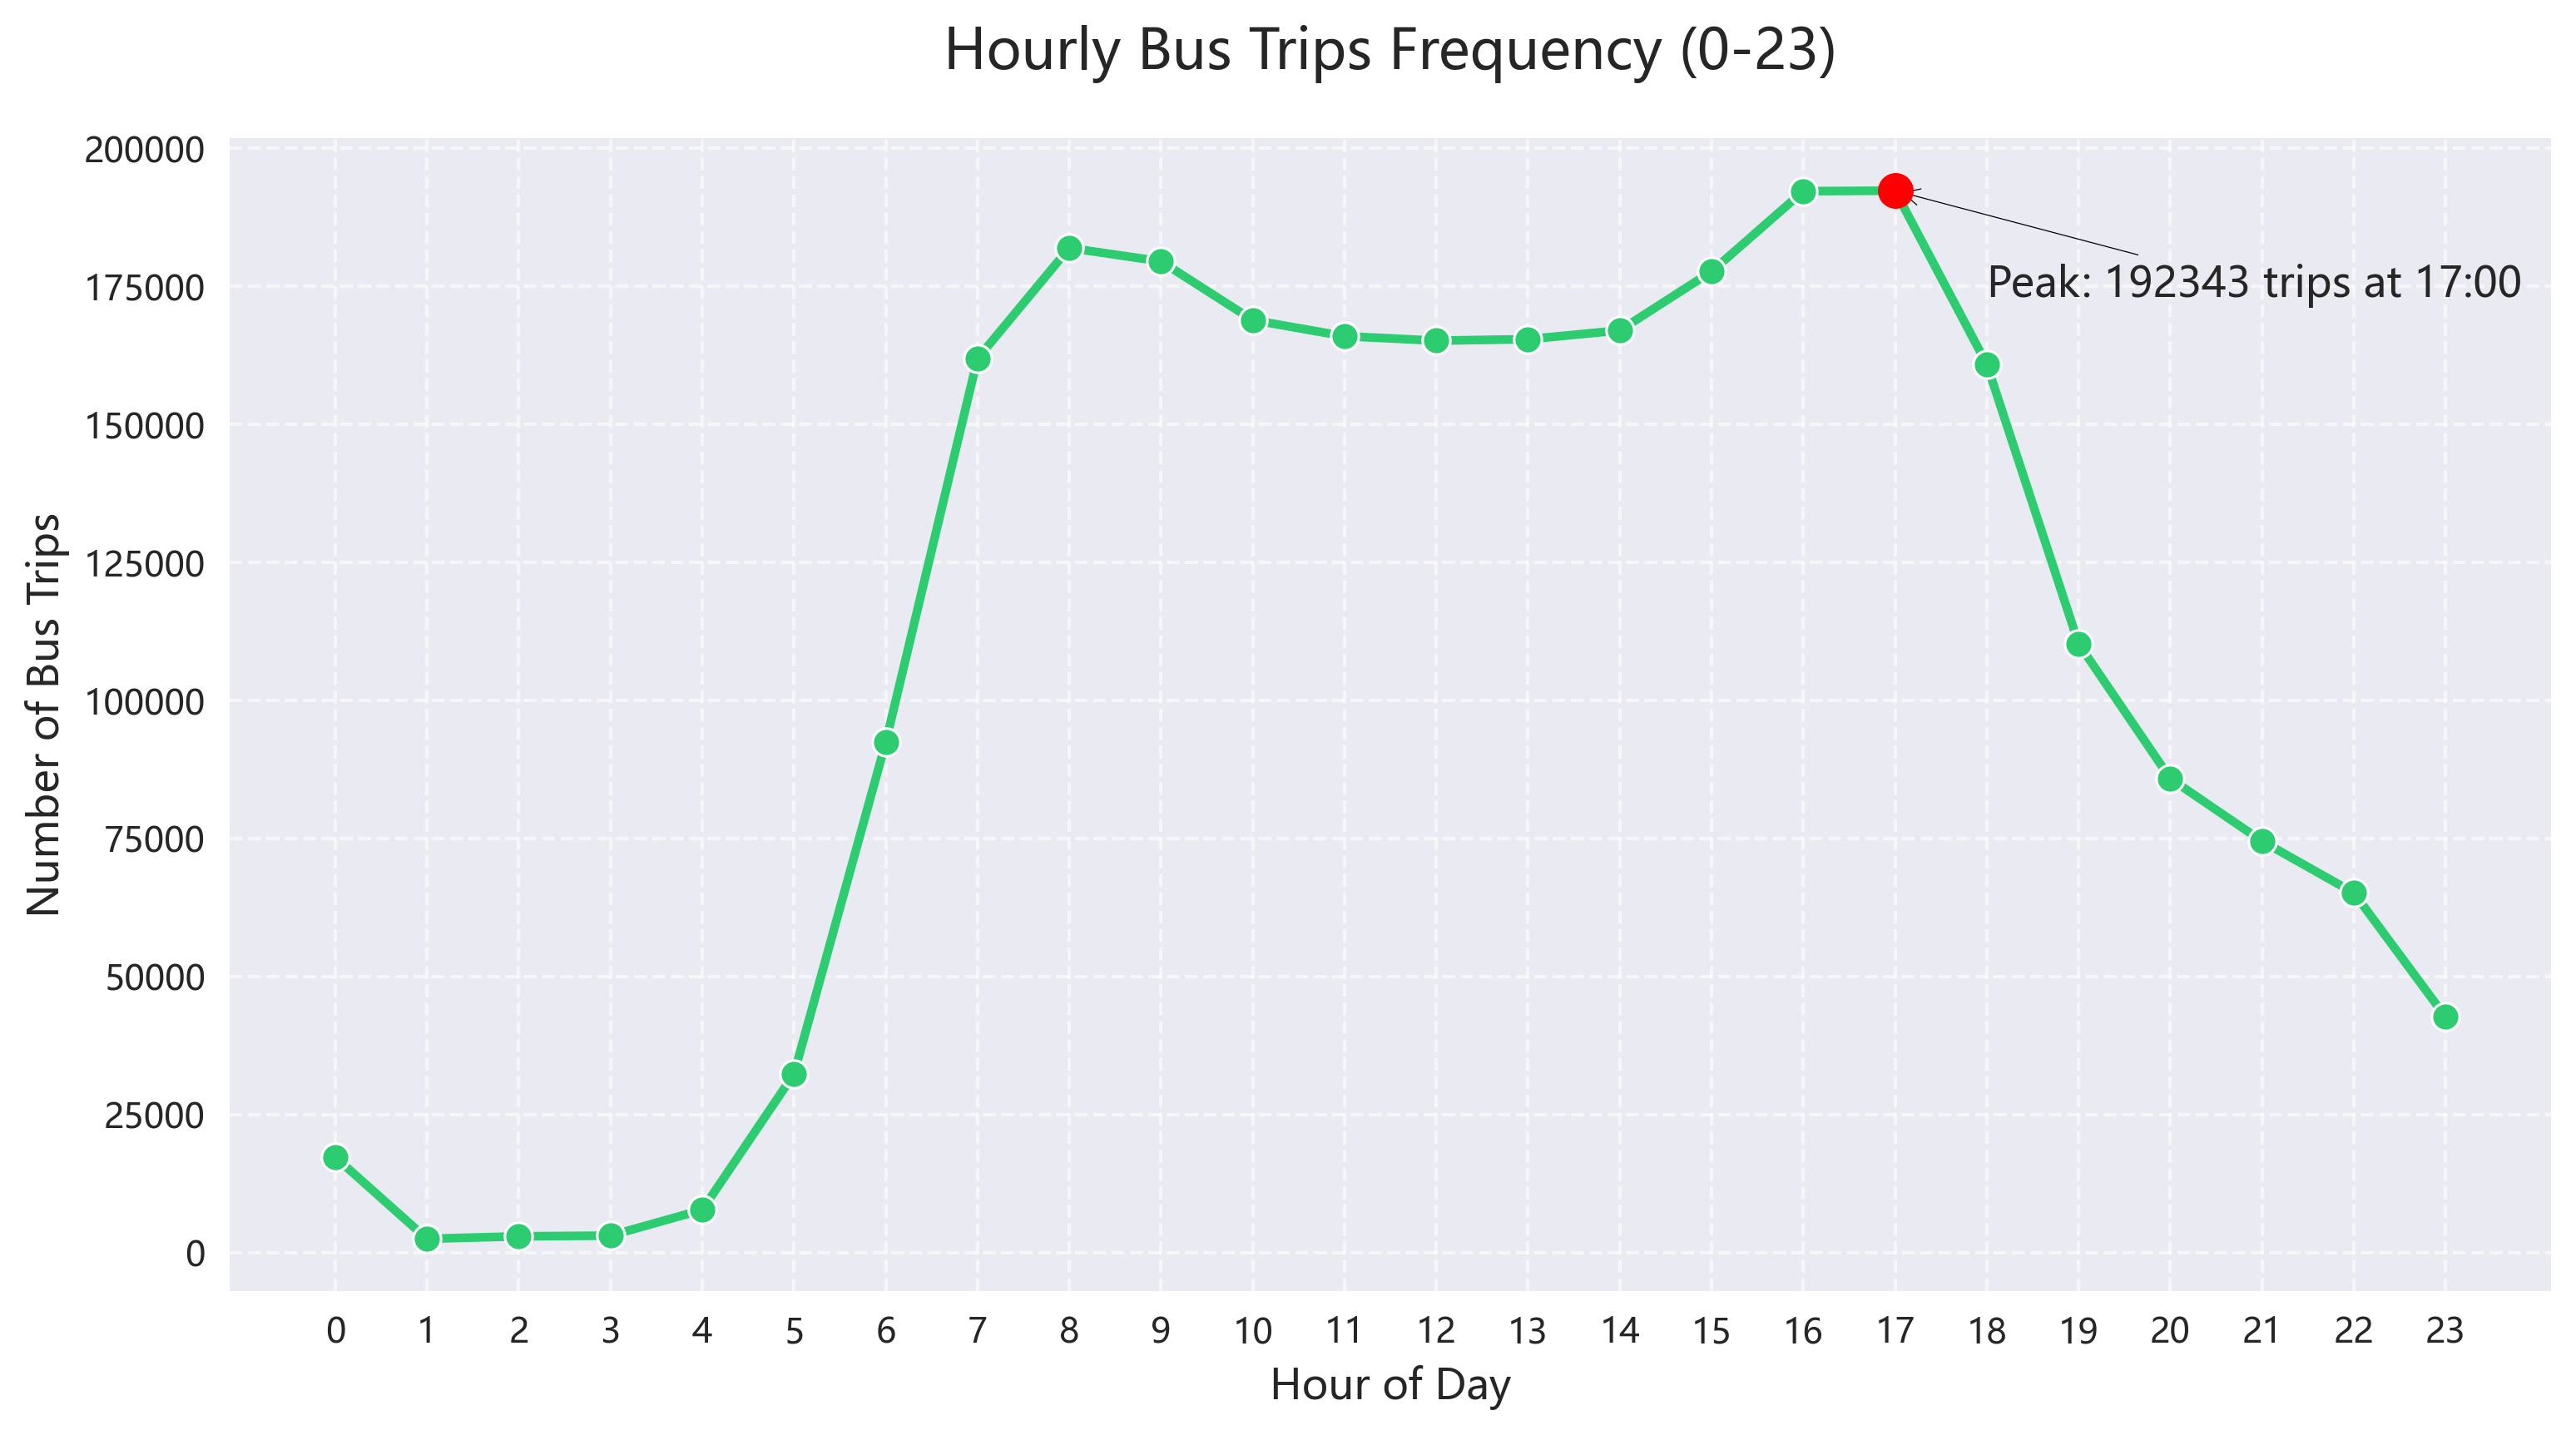 Hourly Bus Trips Frequency (0-23)
200000
175000
150000
125000
100000
75000
50000
25000
0
Number of Bus Trips
Peak: 192343 trips at 17:00
0 1 2 3 4 5 6 7 8 9 10 11 12 13 14 15 16 17 18 19 20 21 22 23
Hour of Day